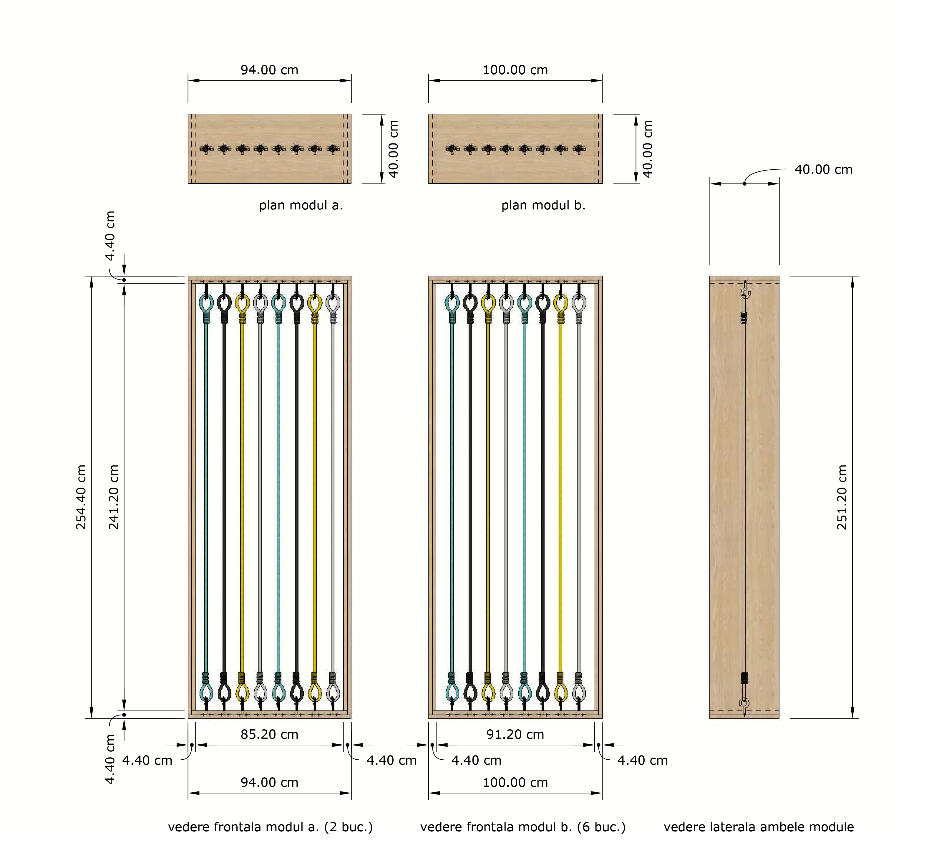 94.00 cm
100.00 cm
40.00 cm
40.00 cm
40.00 cm
plan modul a.
plan modul b.
4.40 cm
254.40 cm
241.20 cm
251.20 cm
4.40 cm
85.20 cm
91.20 cm
4.40 cm
4.40 cm
4.40 cm
4.40 cm
94.00 cm
100.00 cm
vedere frontala modul a. (2 buc.)
vedere frontala modul b. (6 buc.)
vedere laterala ambele module